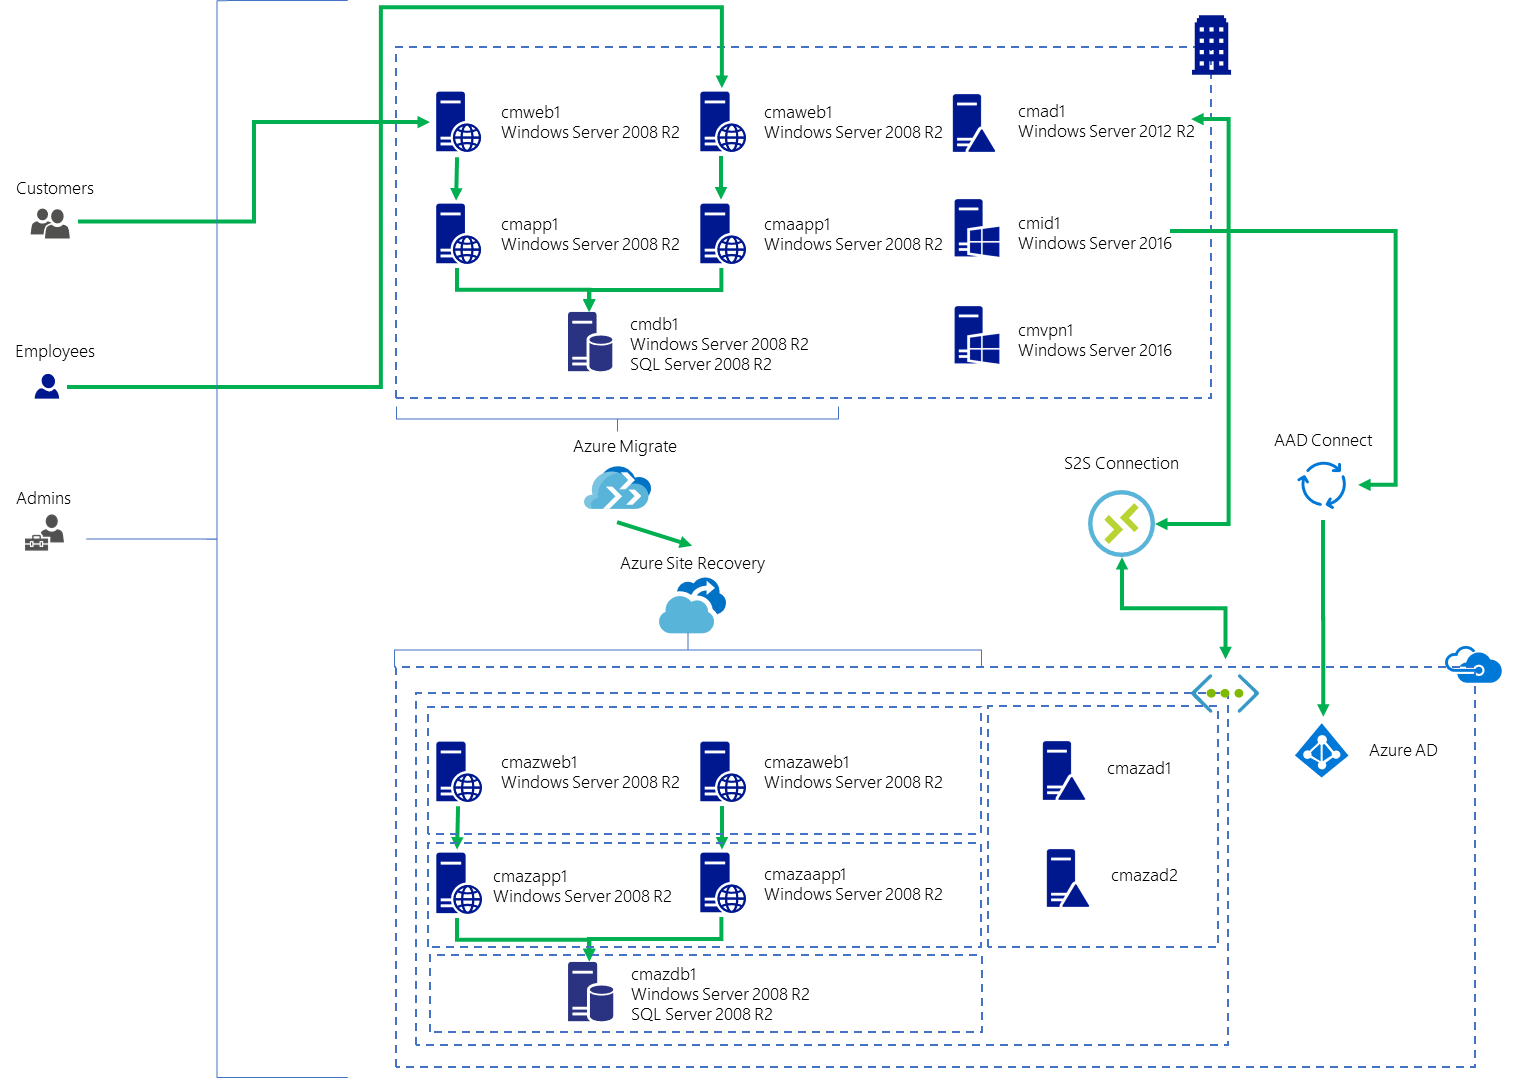 cmweb1
Windows Server 2008 R2
cmaweb1
Windows Server 2008 R2
cmad1
Windows Server 2012 R2
Customers
cmapp1
Windows Server 2008 R2
cmaapp1
Windows Server 2008 R2
cmid1
Windows Server 2016
cmdb1
Windows Server 2008 R2
SQL Server 2008 R2
cmvpn1
Windows Server 2016
Employees
Azure Migrate
AAD Connect
S2S Connection
Admins
Azure Site Recovery
Azure AD
cmazweb1
Windows Server 2008 R2
cmazaweb1
Windows Server 2008 R2
cmazad1
cmazapp1
Windows Server 2008 R2
cmazaapp1
Windows Server 2008 R2
cmazad2
cmazdb1
Windows Server 2008 R2
SQL Server 2008 R2